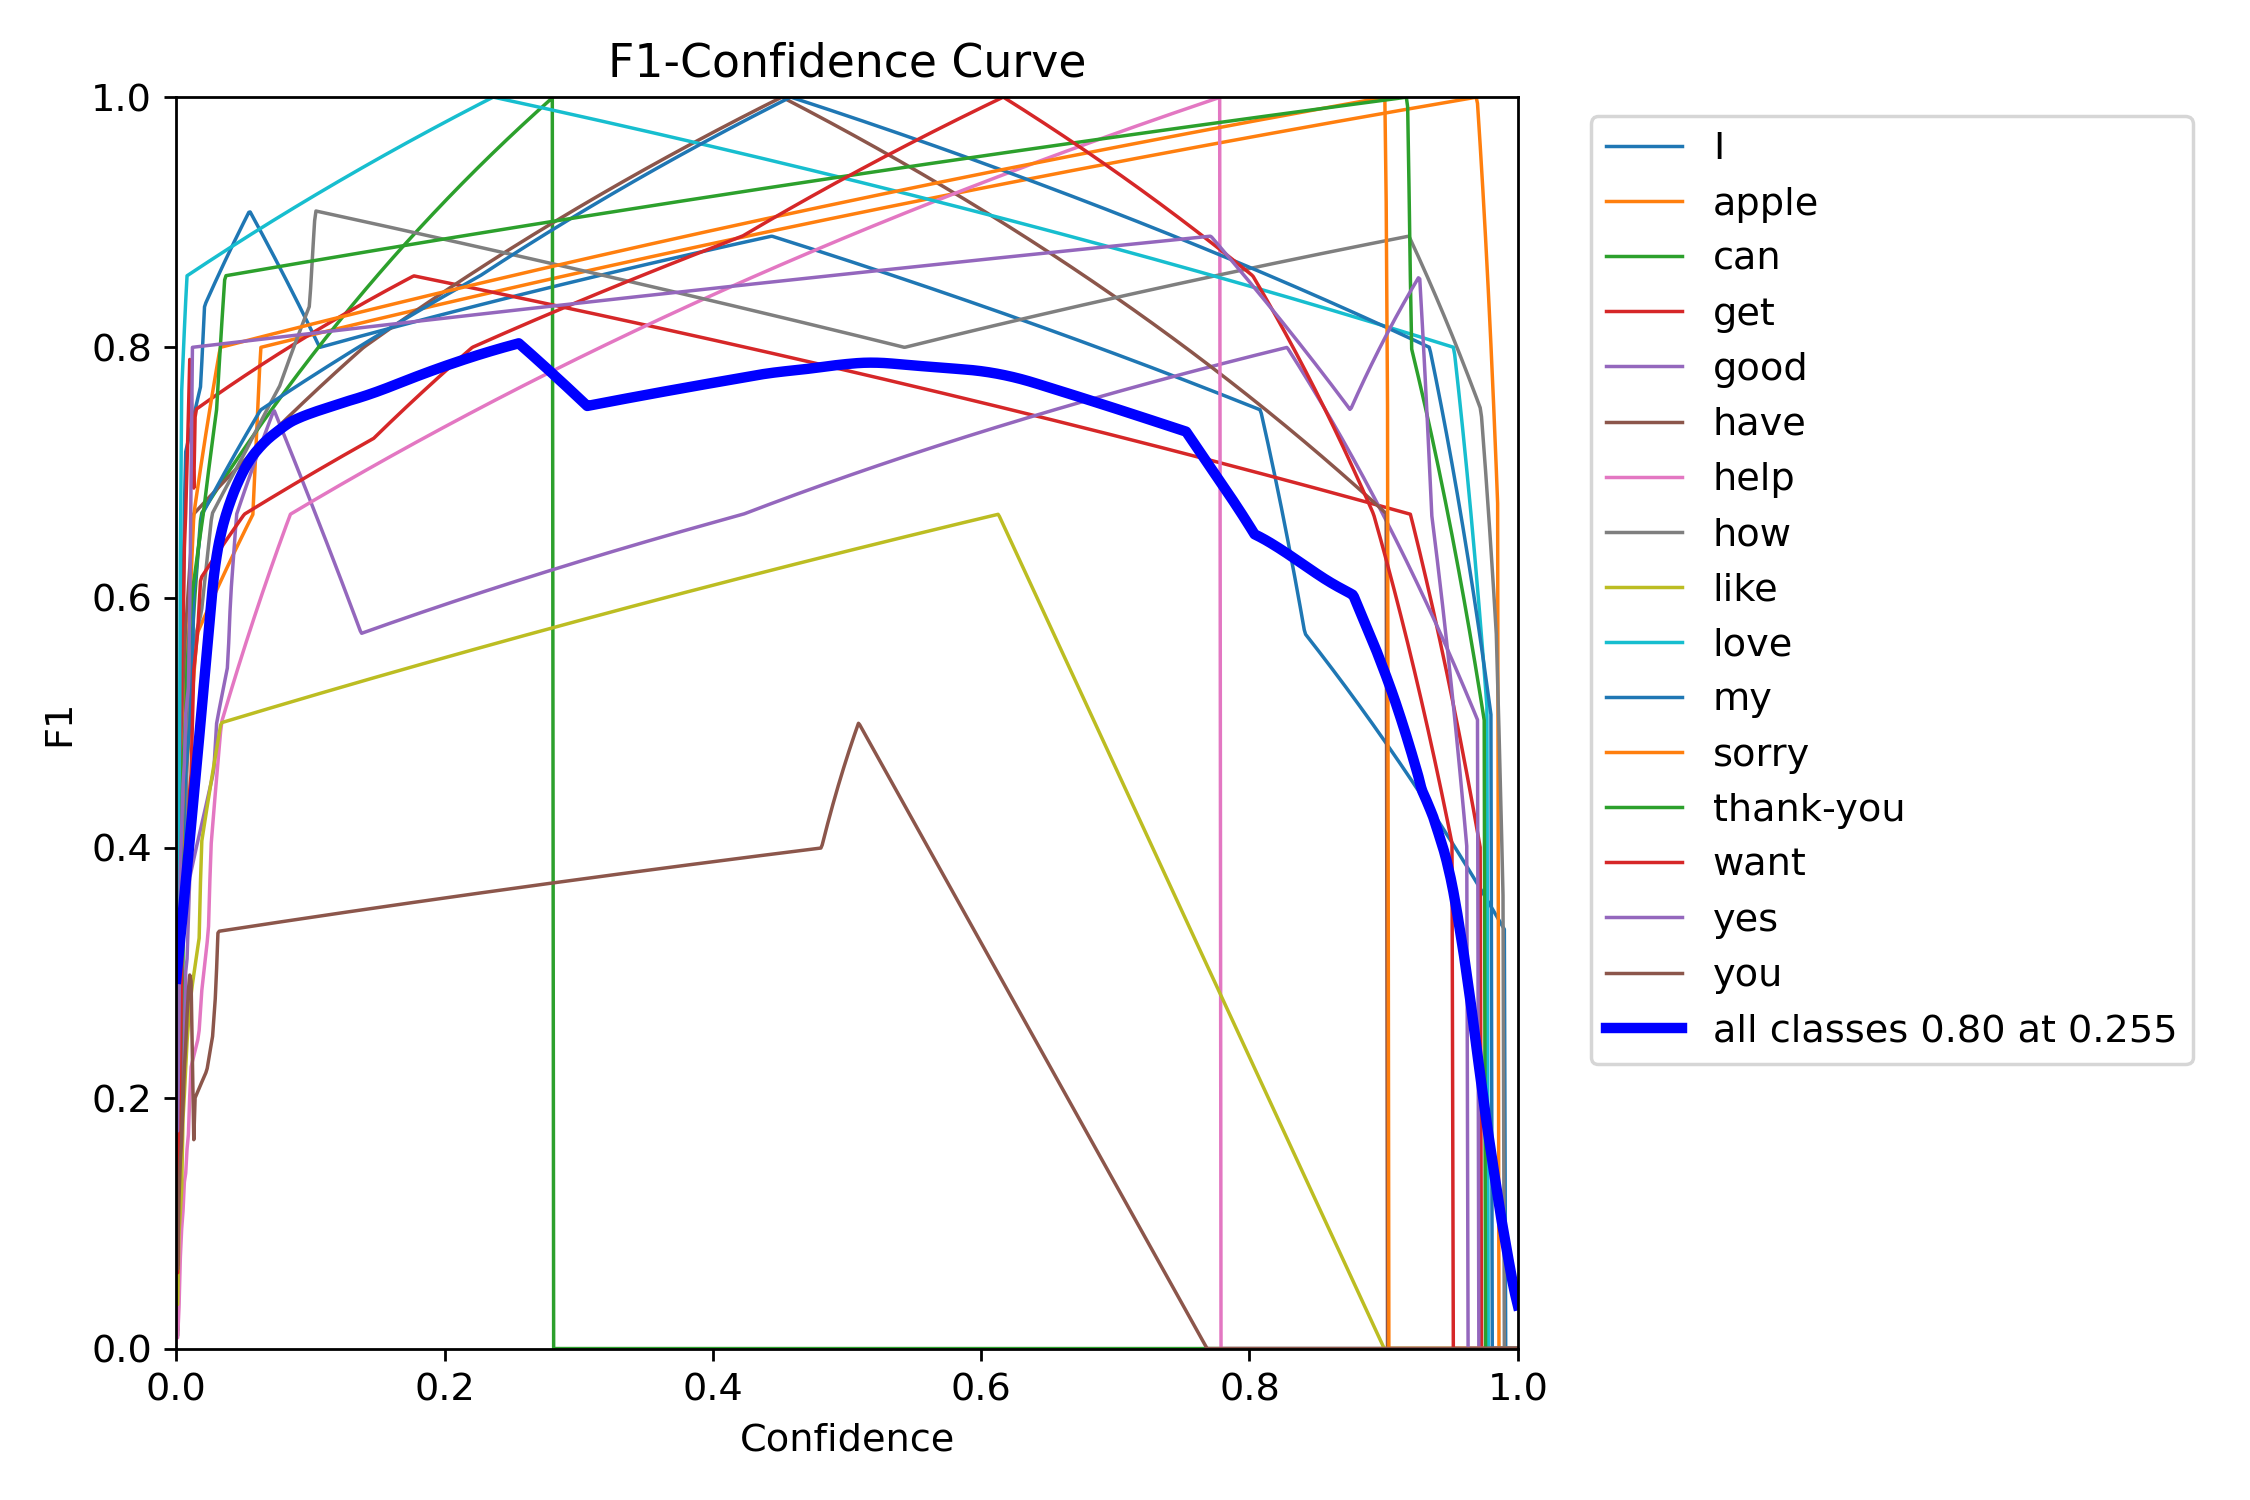 F1-Confidence Curve
1.0
0.8
0.6
0.4
0.2
0.0
F1
0.0 0.2 0.4 0.6 0.8 1.0
Confidence
I
apple
can
get
good
have
help
how
like
love
my
sorry
thank-you
want
yes
you
all classes 0.80 at 0.255